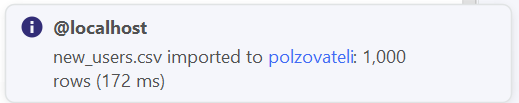 @localhost
new_users.csv imported to polzovateli: 1,000
rows (172 ms)